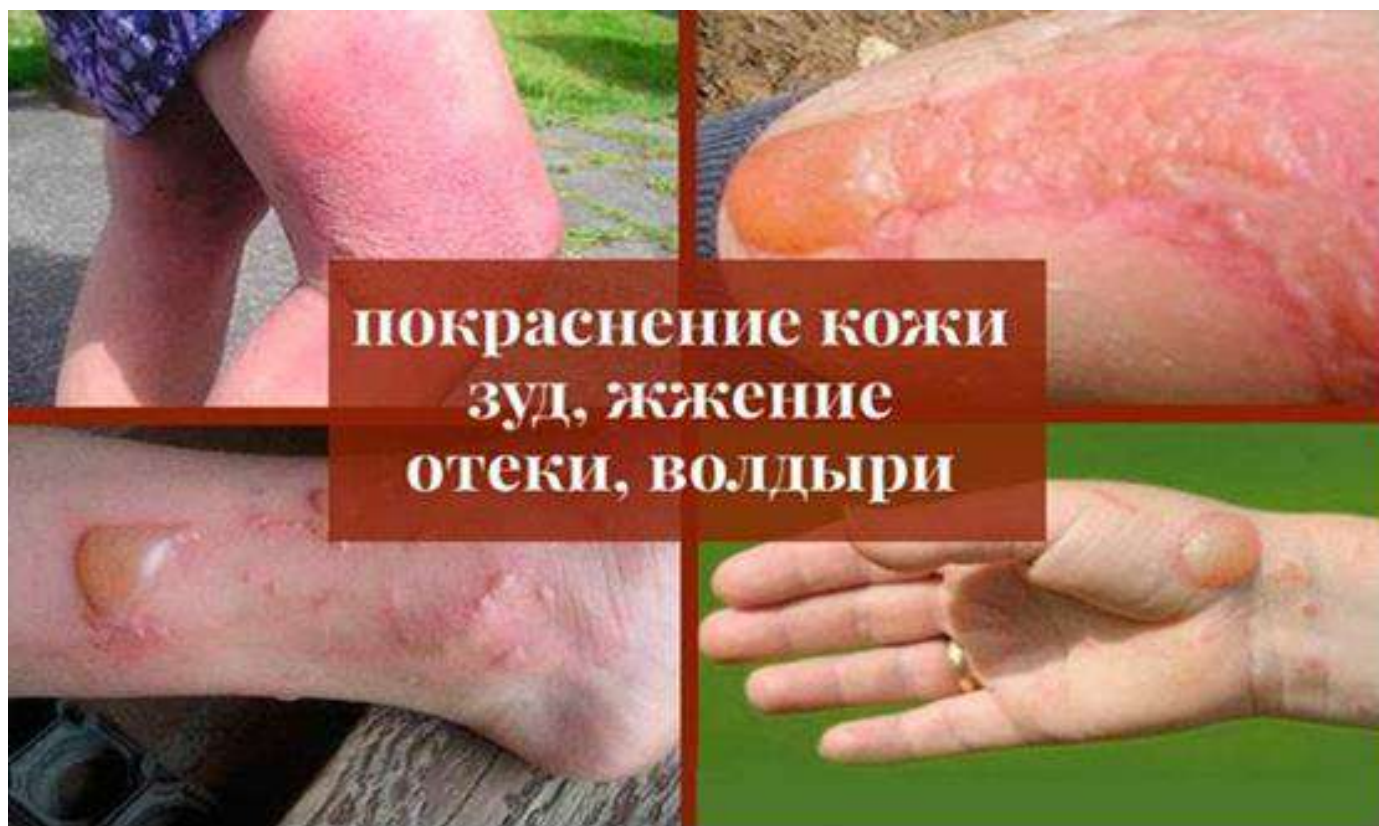 покраснение кожи
зуд, жжение
отеки, волдыри